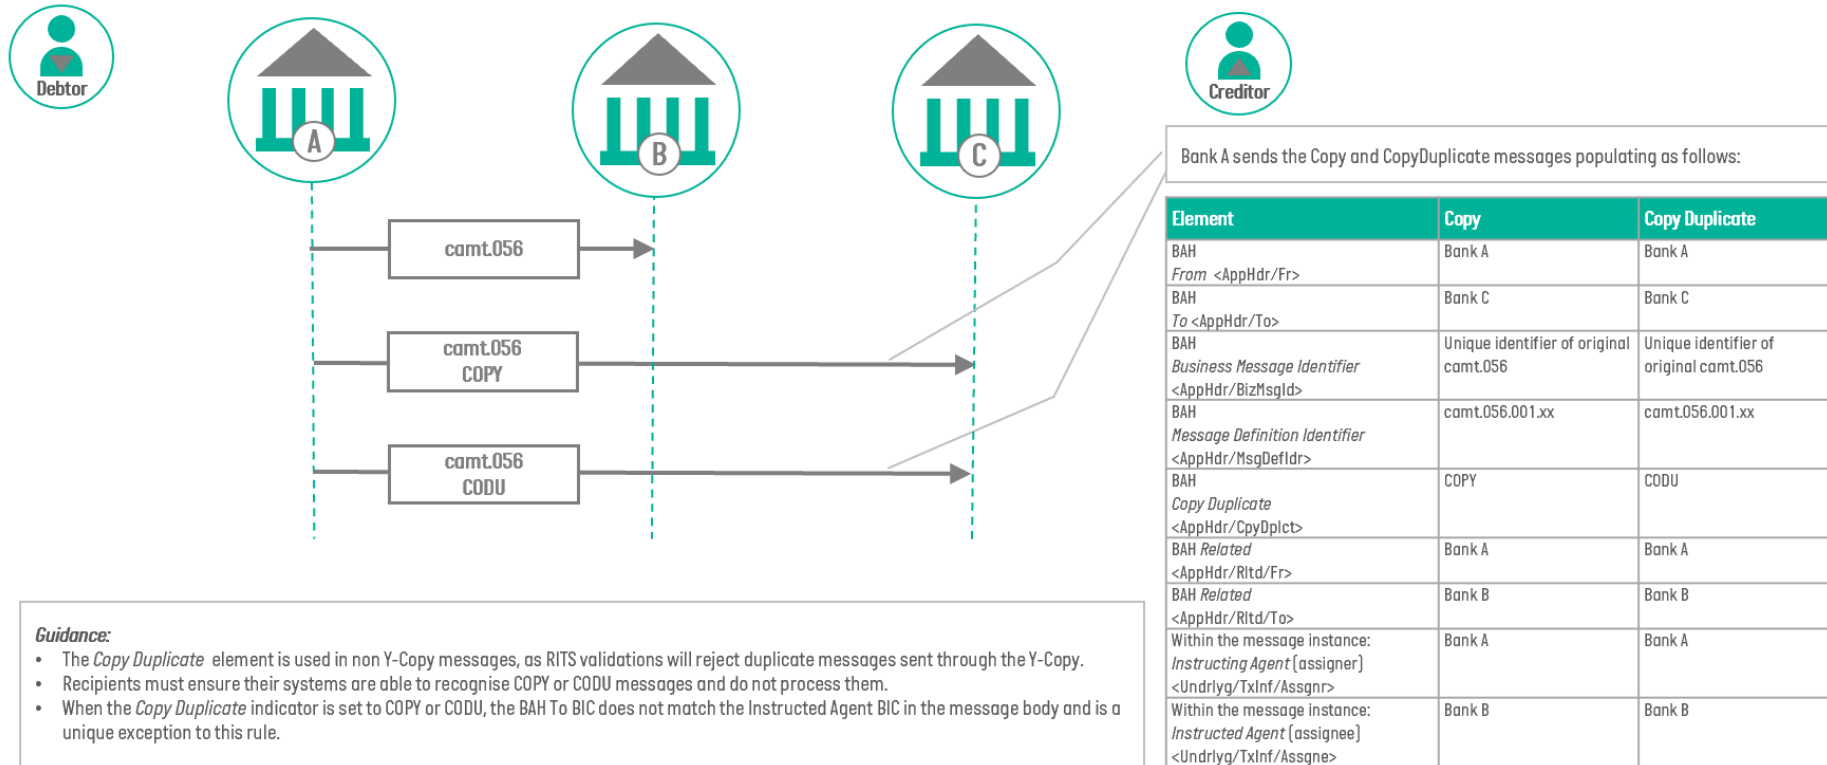 Debtor
A
B
C
Creditor
camt.056
camt.056
COPY
camt.056
CODU
Bank A sends the Copy and CopyDuplicate messages populating as follows:
Element Copy Copy Duplicate
BAH Bank A Bank A
From <AppHdr/Fr>
BAH Bank C Bank C
To <AppHdr/To>
BAH Unique identifier of original Unique identifier of
Business Message Identifier camt.056 original camt.056
<AppHdr/BizMsgId>
BAH camt.056.001.xx camt.056.001.xx
Message Definition Identifier
<AppHdr/MsgDefIdr>
BAH COPY CODU
Copy Duplicate
<AppHdr/CpyDplct>
BAH Related Bank A Bank A
<AppHdr/Rltd/Fr>
BAH Related Bank B Bank B
<AppHdr/Rltd/To>
Within the message instance: Bank A Bank A
Instructing Agent (assigner)
<Undrlyg/TxInf/Assgnr>
Within the message instance: Bank B Bank B
Instructed Agent (assignee)
<Undrlyg/TxInf/Assgne>
Guidance:
• The Copy Duplicate element is used in non Y-Copy messages, as RITS validations will reject duplicate messages sent through the Y-Copy.
• Recipients must ensure their systems are able to recognise COPY or CODU messages and do not process them.
• When the Copy Duplicate indicator is set to COPY or CODU, the BAH To BIC does not match the Instructed Agent BIC in the message body and is a
unique exception to this rule.